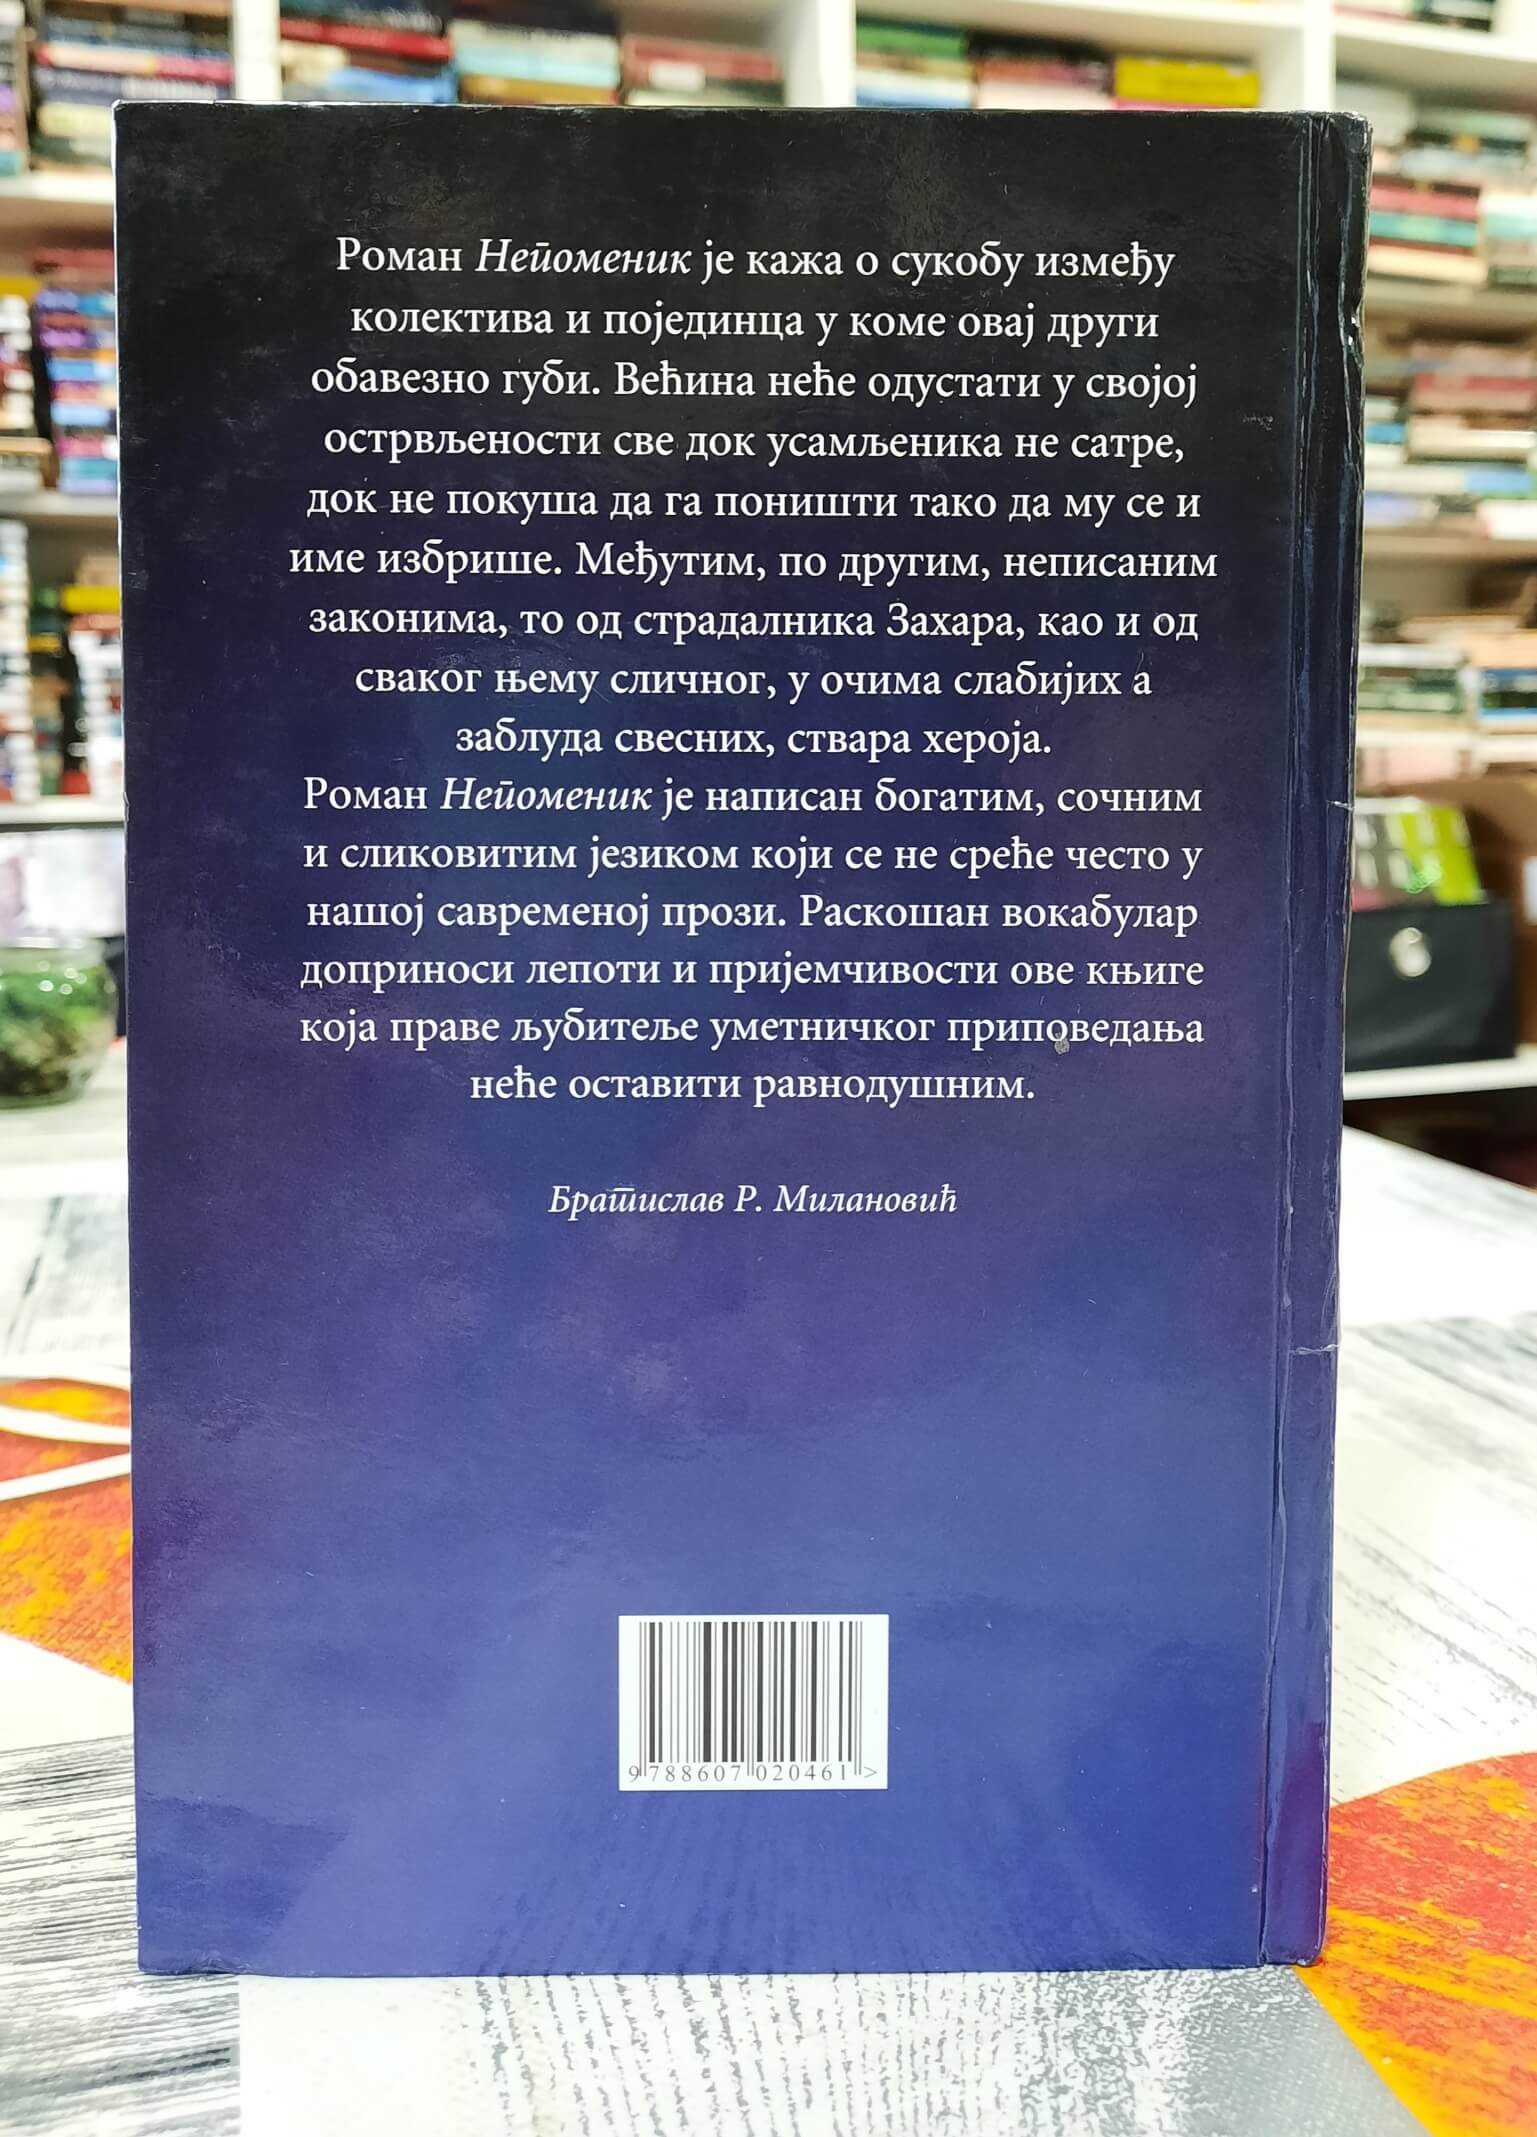 Роман Непоменик је кажа о сукобу између
колектива и појединца у коме овај други
обавезно губи. Већина неће одустати у својој
острвљености све док усамљеника не сатре,
док не покуша да га поништи тако да му се и
име избрише. Међутим, по другим, неписаним
законима, то од страдалника Захара, као и од
сваког њему сличног, у очима слабијих а
заблуда свесних, ствара хероја.
Роман Непоменик је написан богатим, сочним
и сликовитим језиком који се не среће често у
нашој савременој прози. Раскошан вокабулар
доприноси лепоти и пријемчивости ове књиге
која праве љубитеље уметничког приповедања
неће оставити равнодушним.
Братислав Р. Милановић
9 788607 020461 >